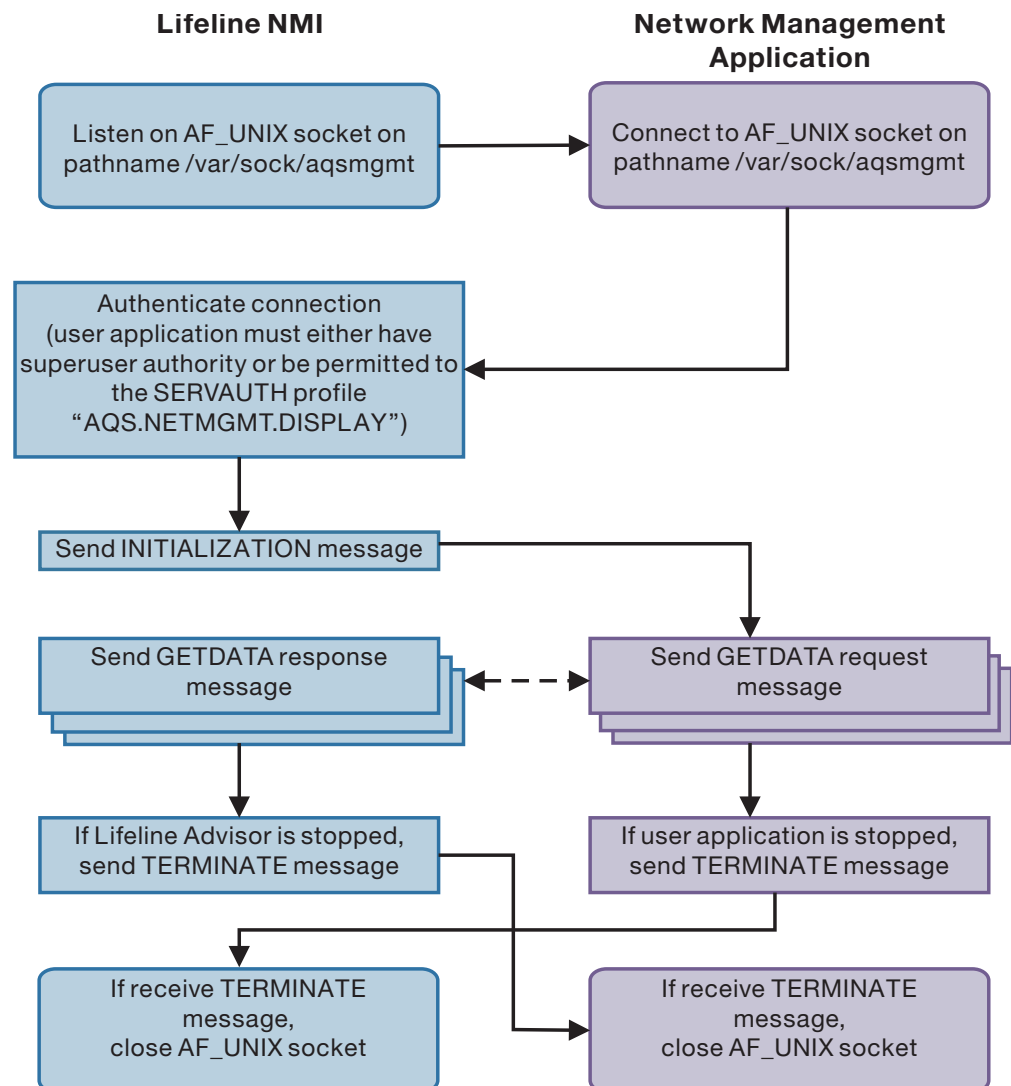 Lifeline NMI
Network Management
Application
Listen on AF_UNIX socket on
pathname /var/sock/aqsmgmt
Connect to AF_UNIX socket on
pathname /var/sock/aqsmgmt
Authenticate connection
(user application must either have
superuser authority or be permitted to
the SERVAUTH profile
“AQS.NETMGMT.DISPLAY”)
Send INITIALIZATION message
Send GETDATA response
message
Send GETDATA request
message
If Lifeline Advisor is stopped,
send TERMINATE message
If user application is stopped,
send TERMINATE message
If receive TERMINATE
message,
close AF_UNIX socket
If receive TERMINATE
message,
close AF_UNIX socket